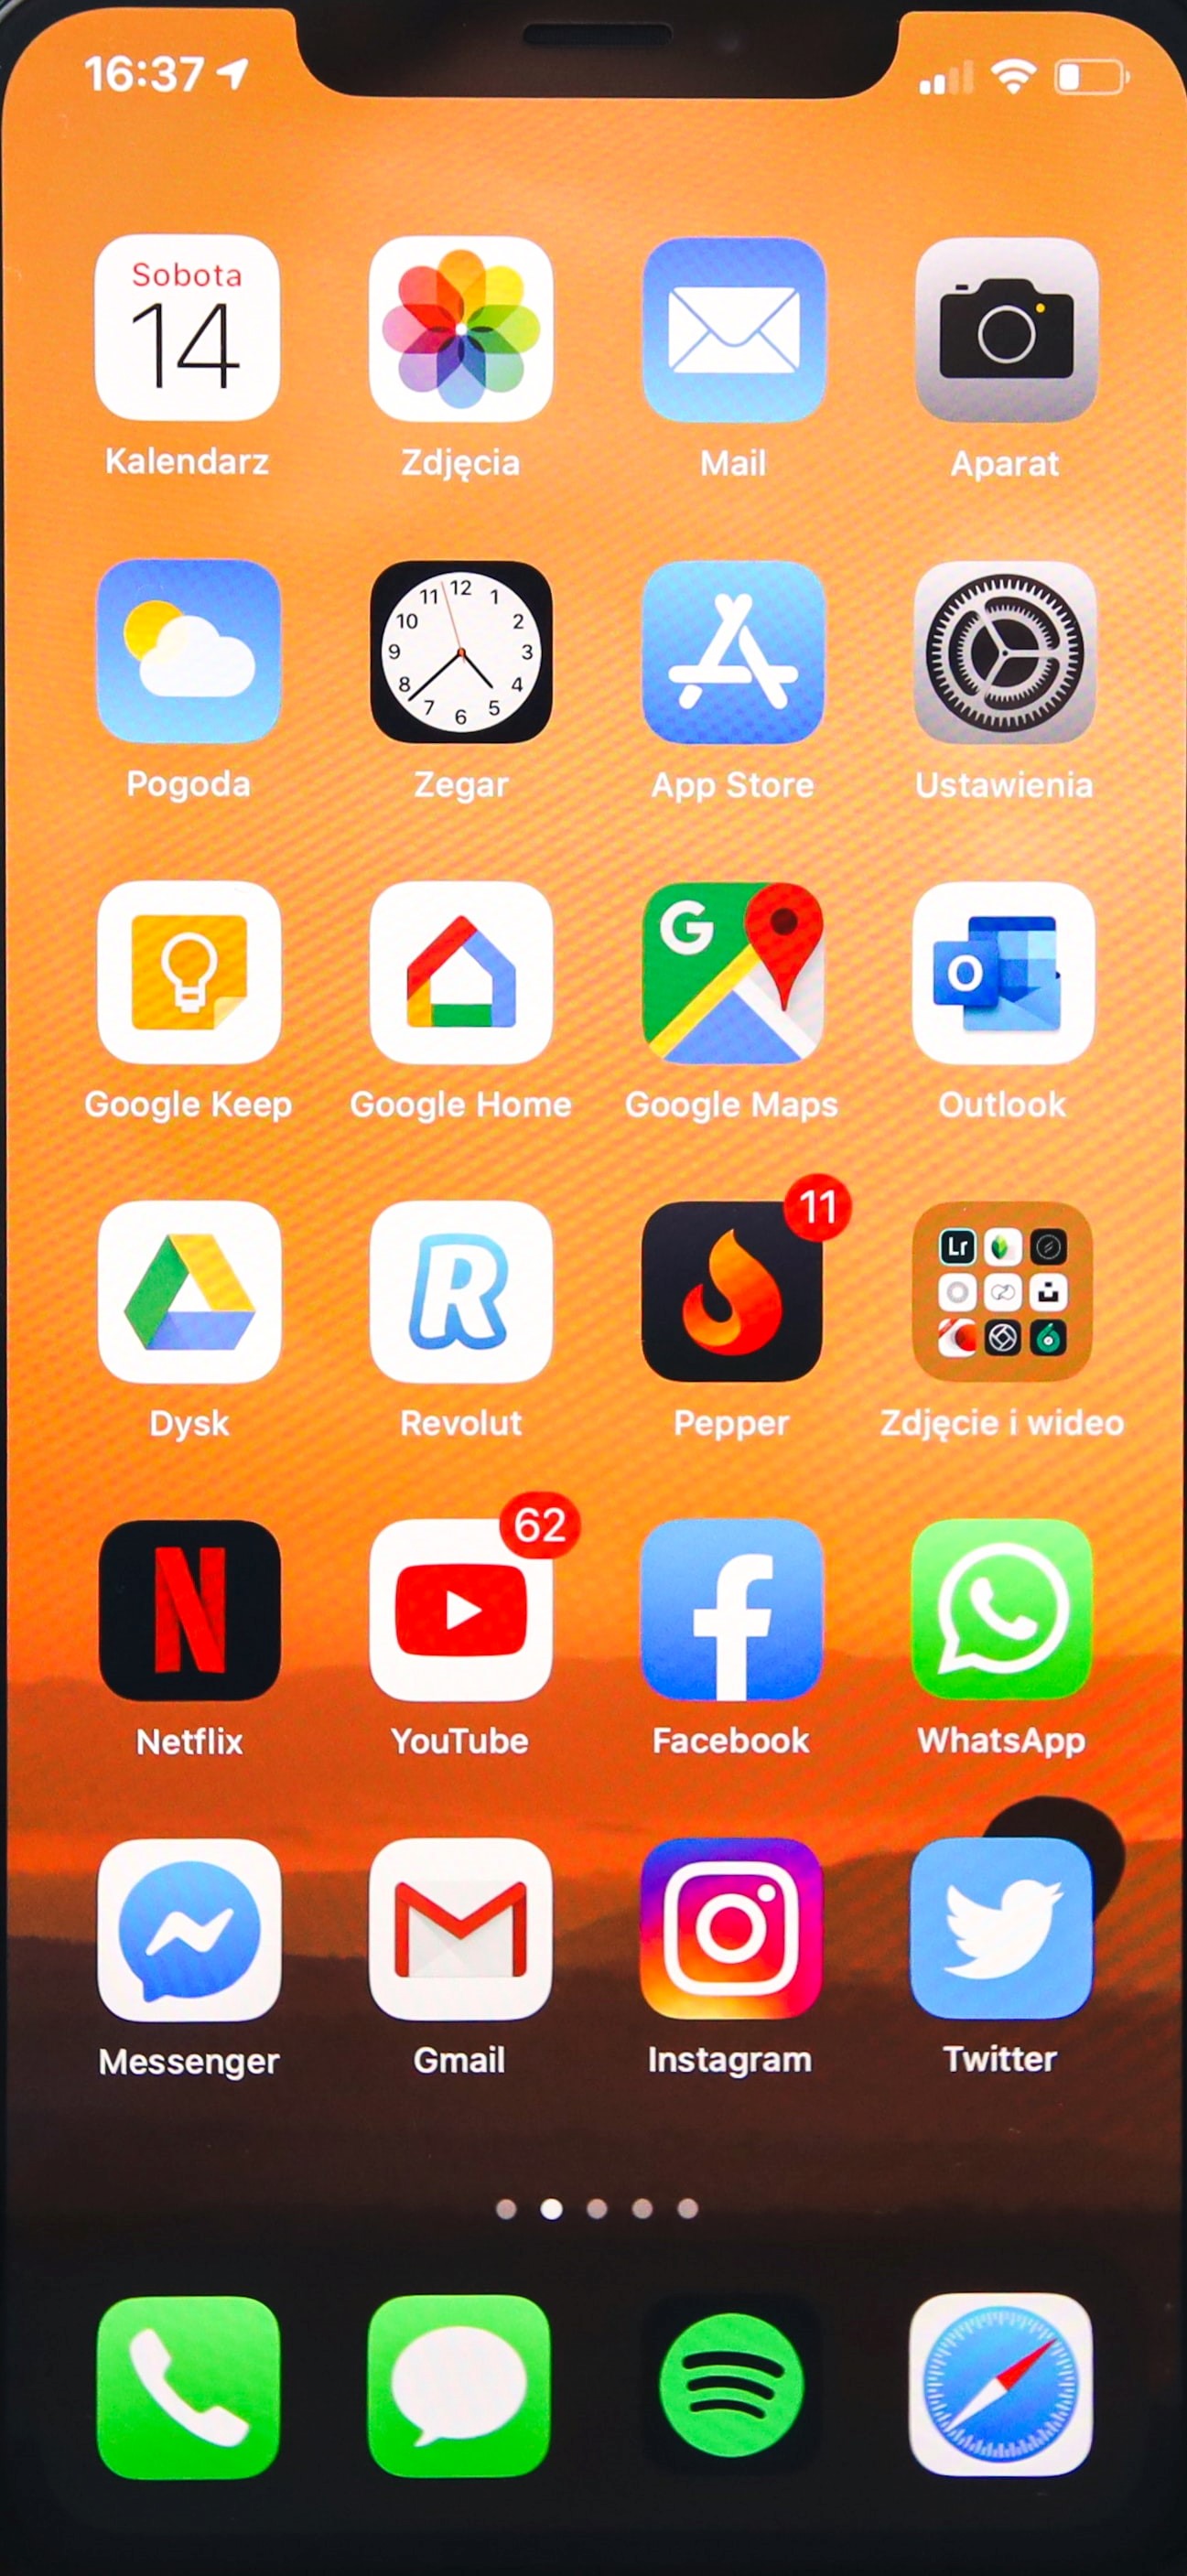 16:37
Sobota
14
Kalendarz
Zdjęcia
Mail
Aparat
12
11 1
10 2
9 3
8 4
7 5
6
Pogoda
Zegar
App Store
Ustawienia
G
O
Google Keep
Google Home
Google Maps
Outlook
R
11
Lr
Dysk
Revolut
Pepper
Zdjęcie i wideo
N
62
f
Netflix
YouTube
Facebook
WhatsApp
Messenger
Gmail
Instagram
Twitter